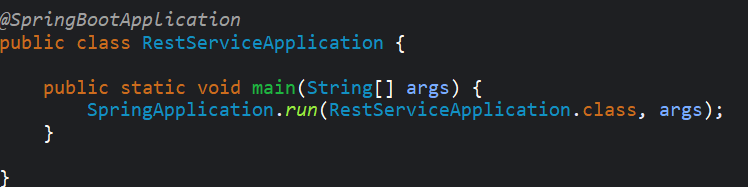 @SpringBootApplication
public class RestServiceApplication {
public static void main(String[] args) {
SpringApplication.run(RestServiceApplication.class, args);
}
}